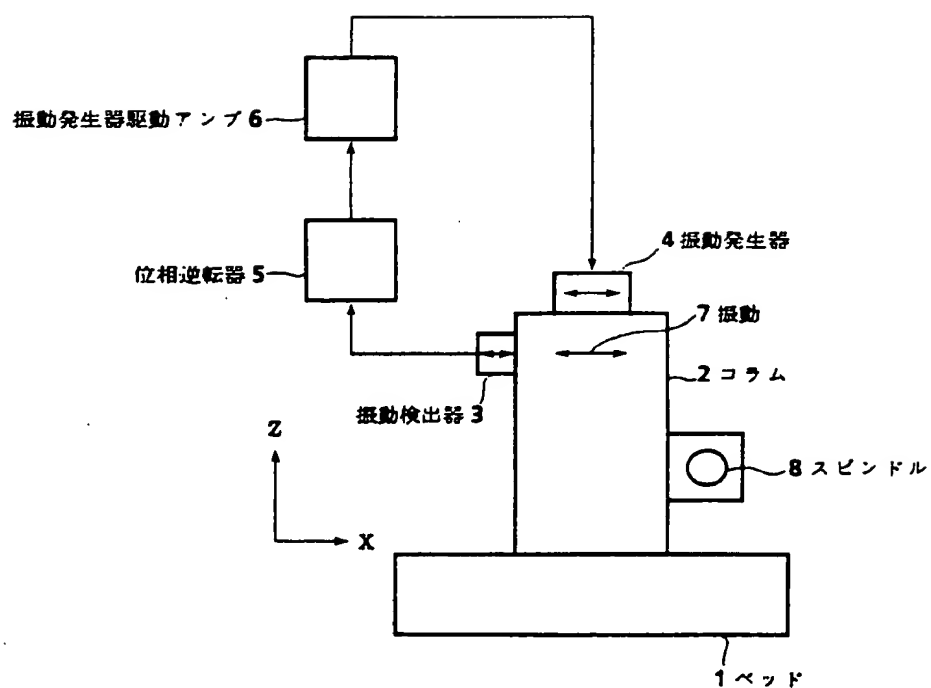 振動発生器駆動アンプ 6
位相逆転器 5
4 振動発生器
7 振動
2 コラム
振動検出器 3
Z
8 スピンドル
X
1 ベッド